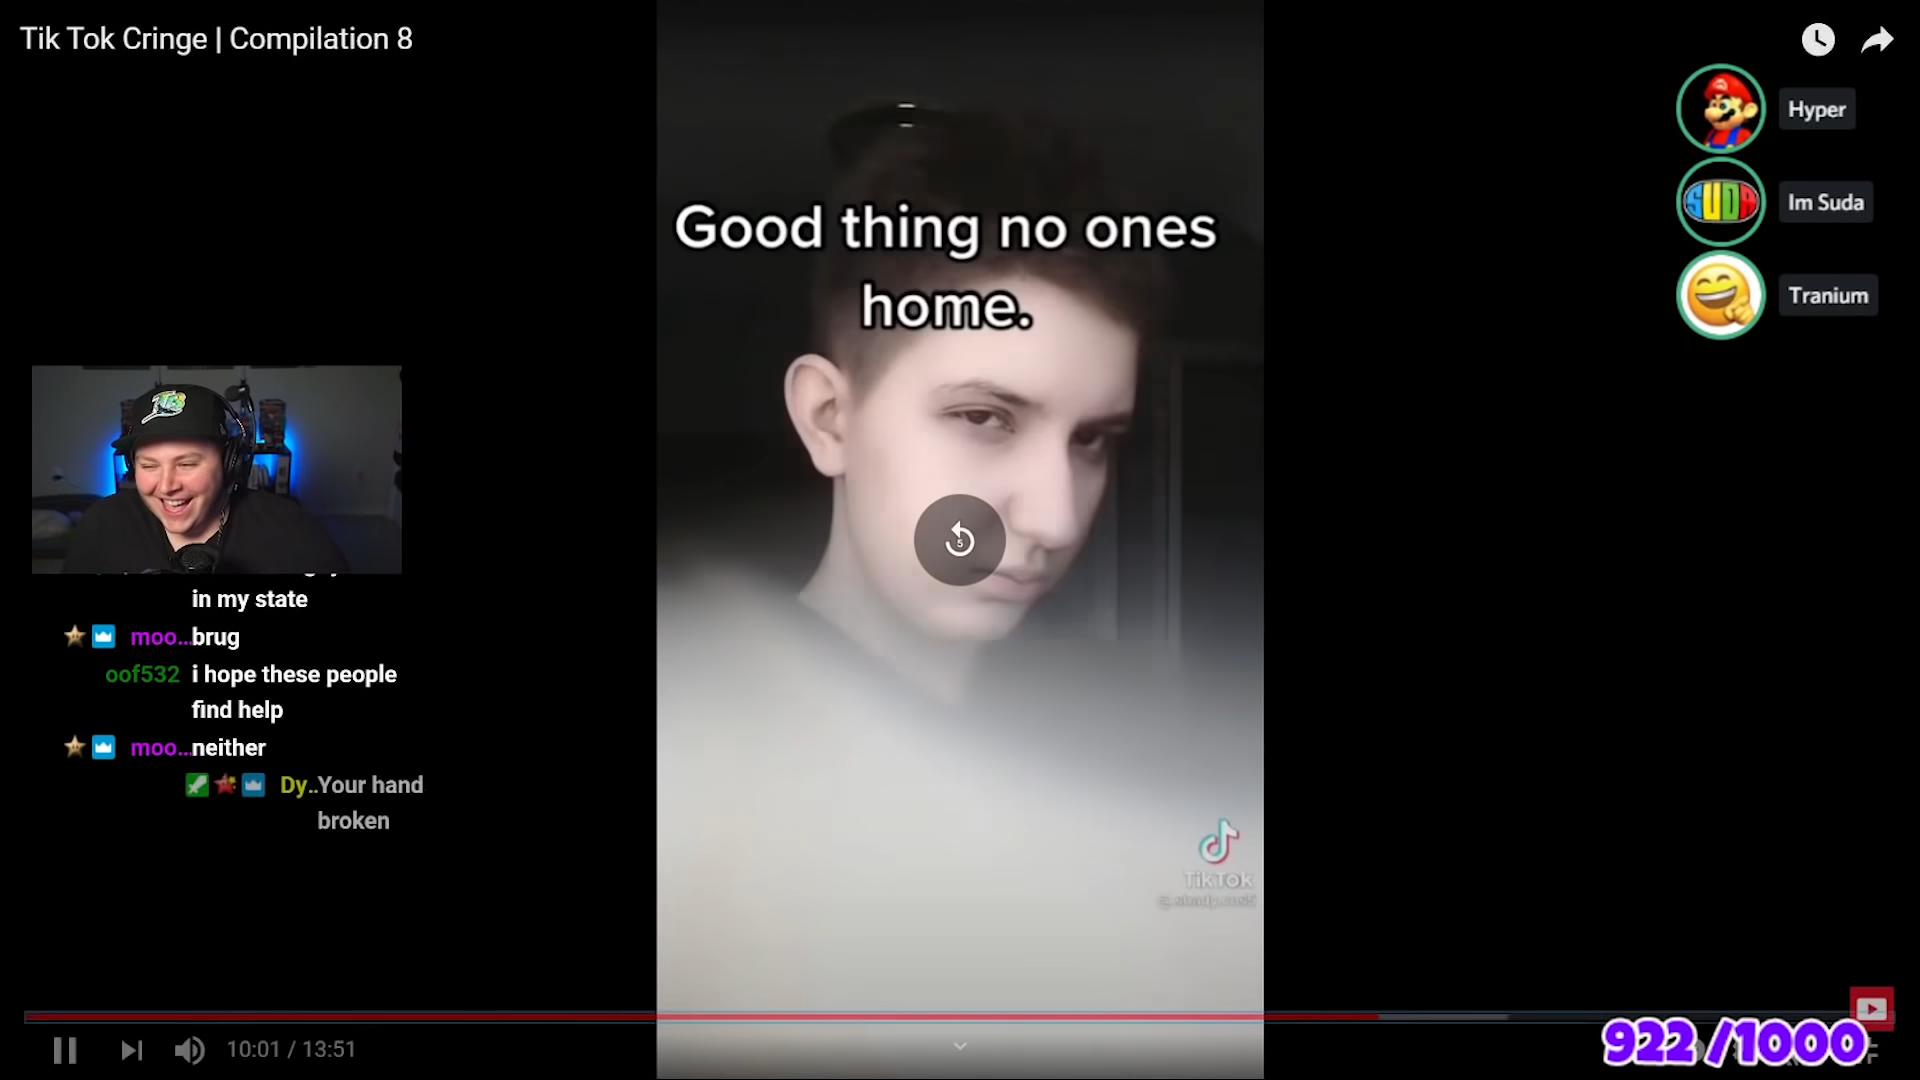 Tik Tok Cringe | Compilation 8
Hyper
SUDA
Im Suda
Tranium
Good thing no ones
home.
5
in my state
moo... brug
oof532 i hope these people
find help
moo... neither
Dy.. Your hand
broken
TikTok
10:01 / 13:51
922 /1000